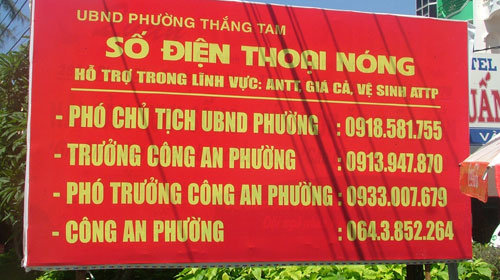 UBND PHƯỜNG THẮNG TAM
SỐ ĐIỆN THOẠI NÓNG
HỖ TRỢ TRONG LĨNH VỰC: ANTT, GIÁ CẢ, VỆ SINH ATTP
- PHÓ CHỦ TỊCH UBND PHƯỜNG : 0918.581.755
- TRƯỞNG CÔNG AN PHƯỜNG : 0913.947.870
- PHÓ TRƯỞNG CÔNG AN PHƯỜNG : 0933.007.679
- CÔNG AN PHƯỜNG : 064.3.852.264
TEL